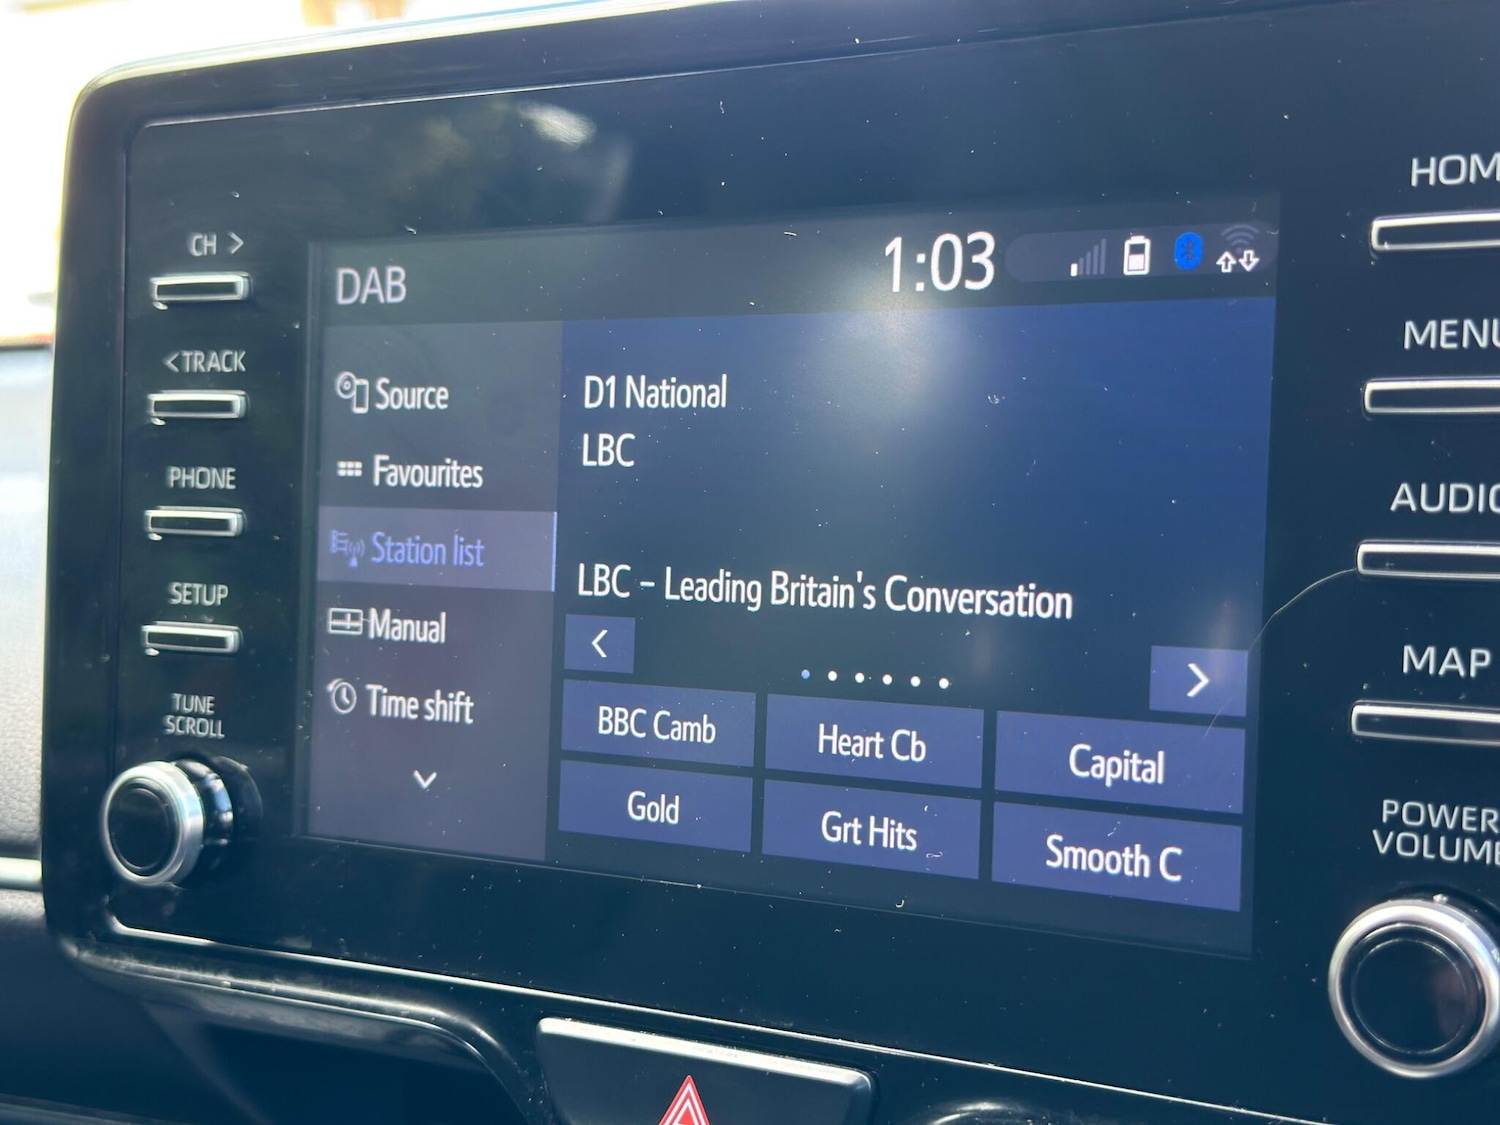 CH >
<TRACK
PHONE
SETUP
TUNE
SCROLL
DAB
1:03
Source
Favourites
Station list
Manual
Time shift
D1 National
LBC
LBC – Leading Britain's Conversation
BBC Camb
Heart Cb
Capital
Gold
Grt Hits
Smooth C
HOM
MENU
AUDIO
MAP
POWER
VOLUME